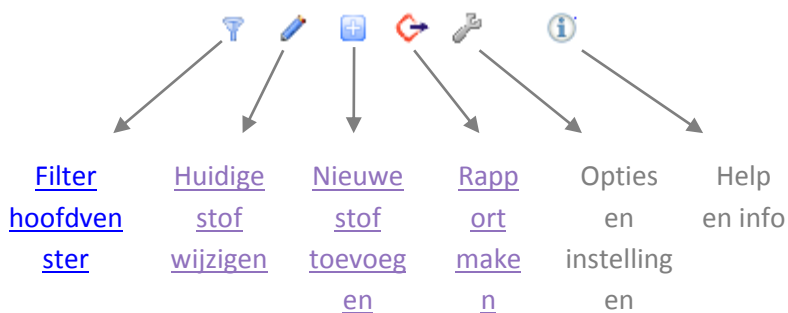 Filter
hoofdven
ster
Huidige
stof
wijzigen
Nieuwe
stof
toevoeg
en
Rapp
ort
make
n
Opties
en
instelling
en
Help
en info